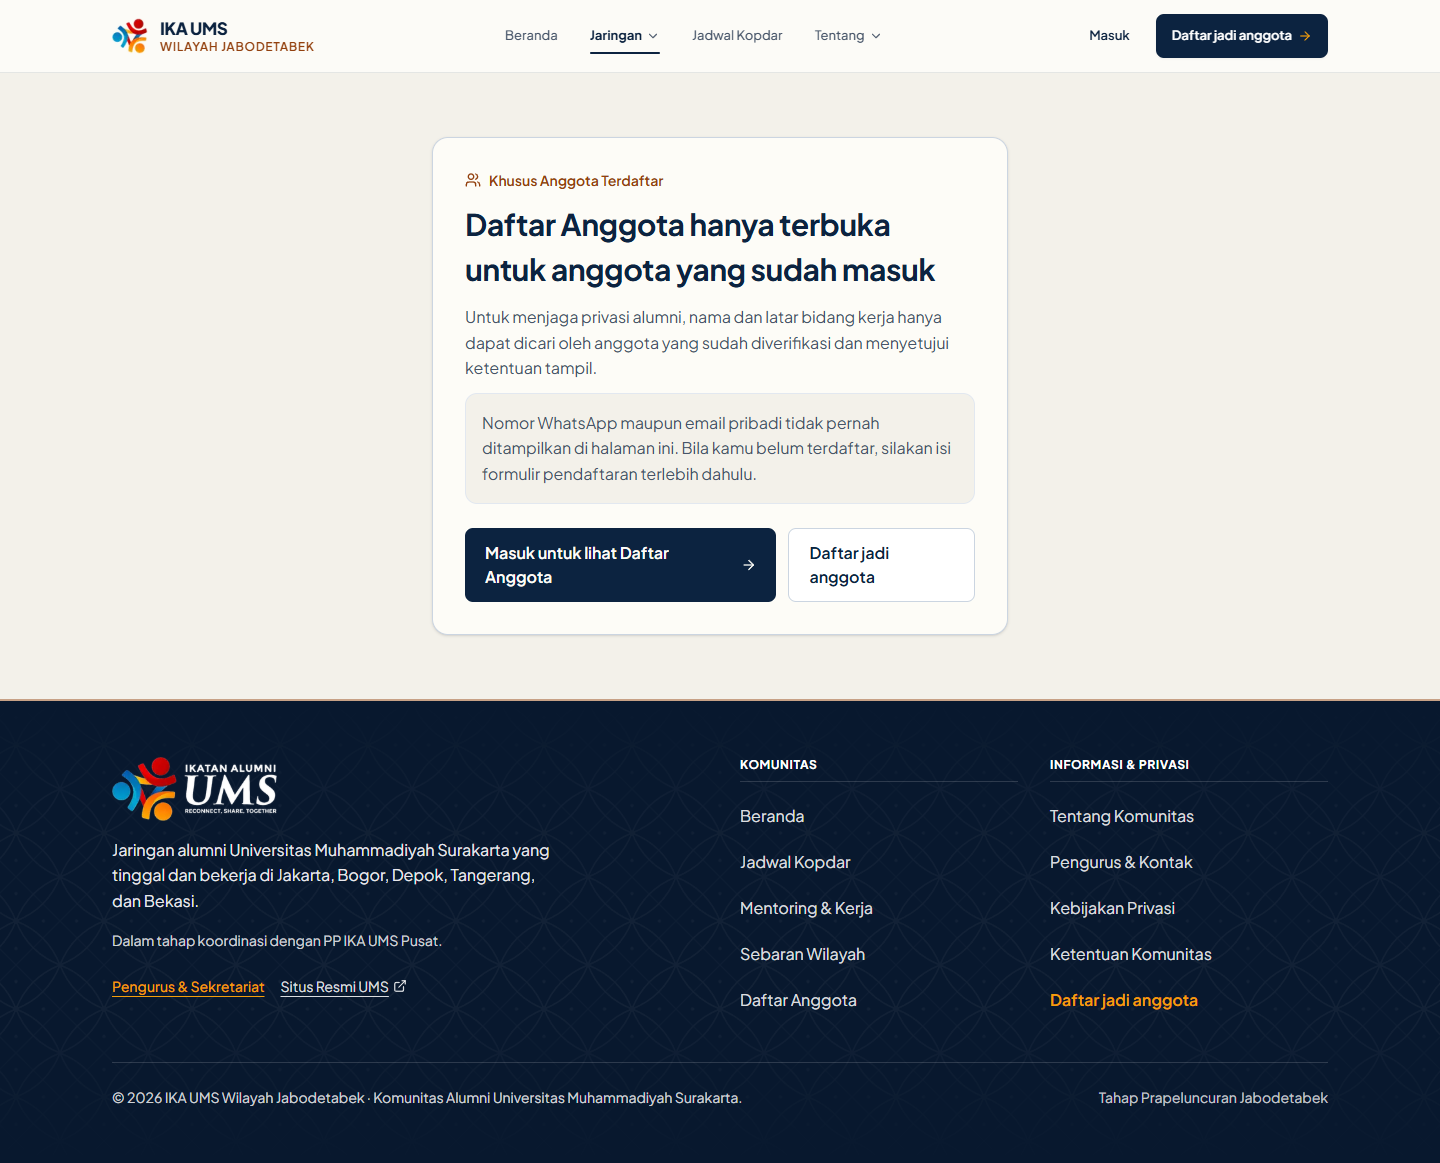 IKA UMS
WILAYAH JABODETABEK
Beranda
Jaringan
Jadwal Kopdar
Tentang
Masuk
Daftar jadi anggota
Khusus Anggota Terdaftar
Daftar Anggota hanya terbuka
untuk anggota yang sudah masuk
Untuk menjaga privasi alumni, nama dan latar bidang kerja hanya
dapat dicari oleh anggota yang sudah diverifikasi dan menyetujui
ketentuan tampil.
Nomor WhatsApp maupun email pribadi tidak pernah
ditampilkan di halaman ini. Bila kamu belum terdaftar, silakan isi
formulir pendaftaran terlebih dahulu.
Masuk untuk lihat Daftar
Anggota
Daftar jadi
anggota
IKATAN ALUMNI
UMS
RECONNECT. SHARE. TOGETHER
Jaringan alumni Universitas Muhammadiyah Surakarta yang
tinggal dan bekerja di Jakarta, Bogor, Depok, Tangerang,
dan Bekasi.
Dalam tahap koordinasi dengan PP IKA UMS Pusat.
Pengurus & Sekretariat
Situs Resmi UMS
KOMUNITAS
Beranda
Jadwal Kopdar
Mentoring & Kerja
Sebaran Wilayah
Daftar Anggota
INFORMASI & PRIVASI
Tentang Komunitas
Pengurus & Kontak
Kebijakan Privasi
Ketentuan Komunitas
Daftar jadi anggota
© 2026 IKA UMS Wilayah Jabodetabek · Komunitas Alumni Universitas Muhammadiyah Surakarta.
Tahap Prapeluncuran Jabodetabek